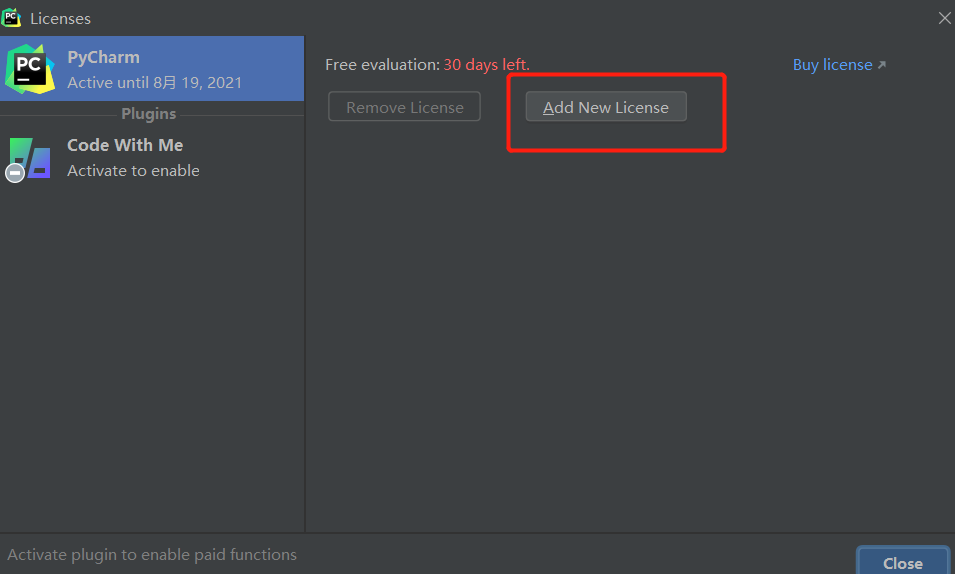 PC Licenses
PC PyCharm
Active until 8月 19, 2021
Plugins
Code With Me
Activate to enable
Free evaluation: 30 days left.
Buy license
Remove License
Add New License
Activate plugin to enable paid functions
Close